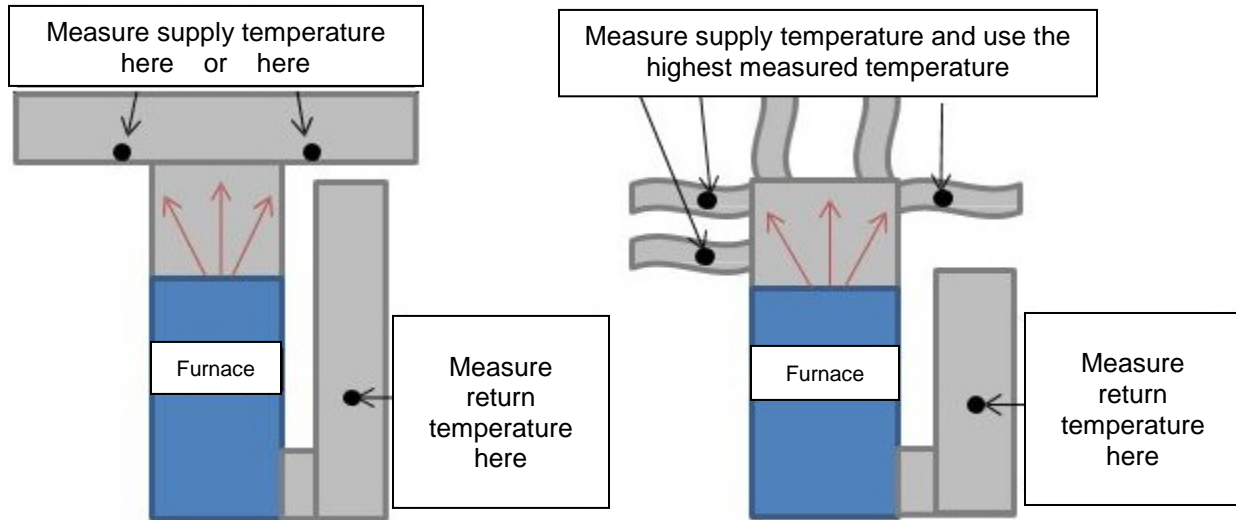 Measure supply temperature
here or here
Measure supply temperature and use the
highest measured temperature
Furnace
Measure
return
temperature
here
Furnace
Measure
return
temperature
here